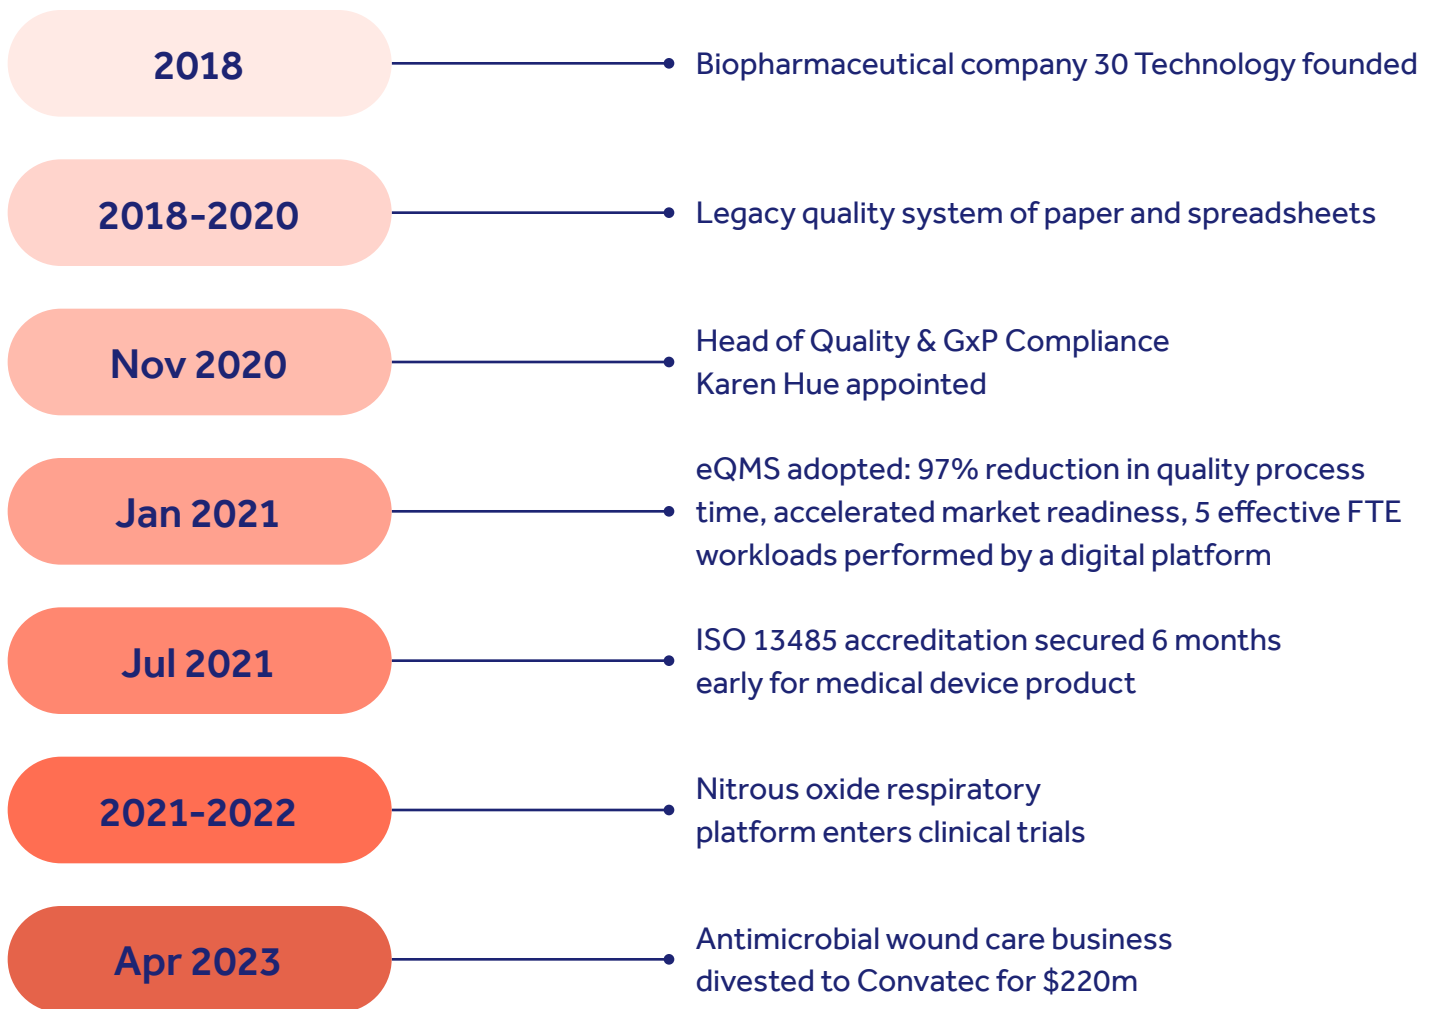 2018
Biopharmaceutical company 30 Technology founded
2018-2020
Legacy quality system of paper and spreadsheets
Nov 2020
Head of Quality & GxP Compliance
Karen Hue appointed
Jan 2021
eQMS adopted: 97% reduction in quality process
time, accelerated market readiness, 5 effective FTE
workloads performed by a digital platform
Jul 2021
ISO 13485 accreditation secured 6 months
early for medical device product
2021-2022
Nitrous oxide respiratory
platform enters clinical trials
Apr 2023
Antimicrobial wound care business
divested to Convatec for $220m